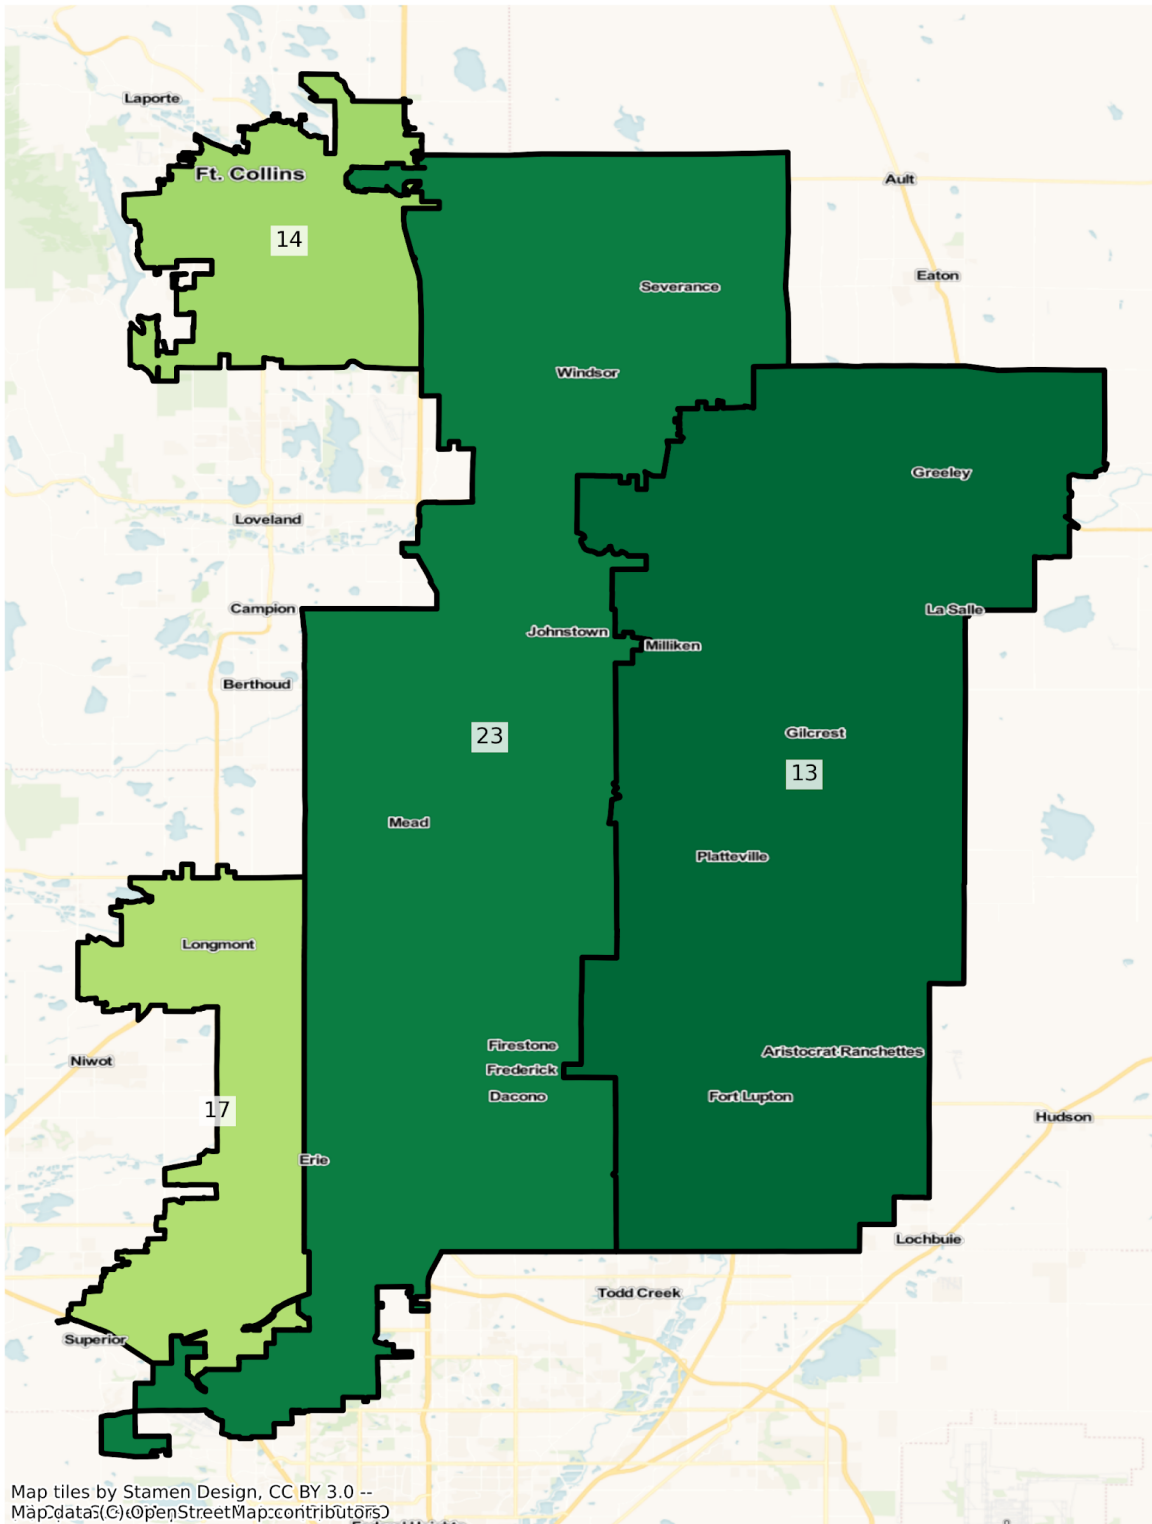 Laporte
Ft. Collins
Ault
14
Eaton
Severance
Windsor
Greeley
Loveland
Campion
La Salle
Johnstown
Milliken
Berthoud
Gilcrest
23
13
Mead
Platteville
Longmont
Firestone
Aristocrat Ranchettes
Niwot
Frederick
Dacono
Fort Lupton
17
Hudson
Erie
Lochbuie
Todd Creek
Superior
Map tiles by Stamen Design, CC BY 3.0 --
Map data (C) OpenStreetMap contributors